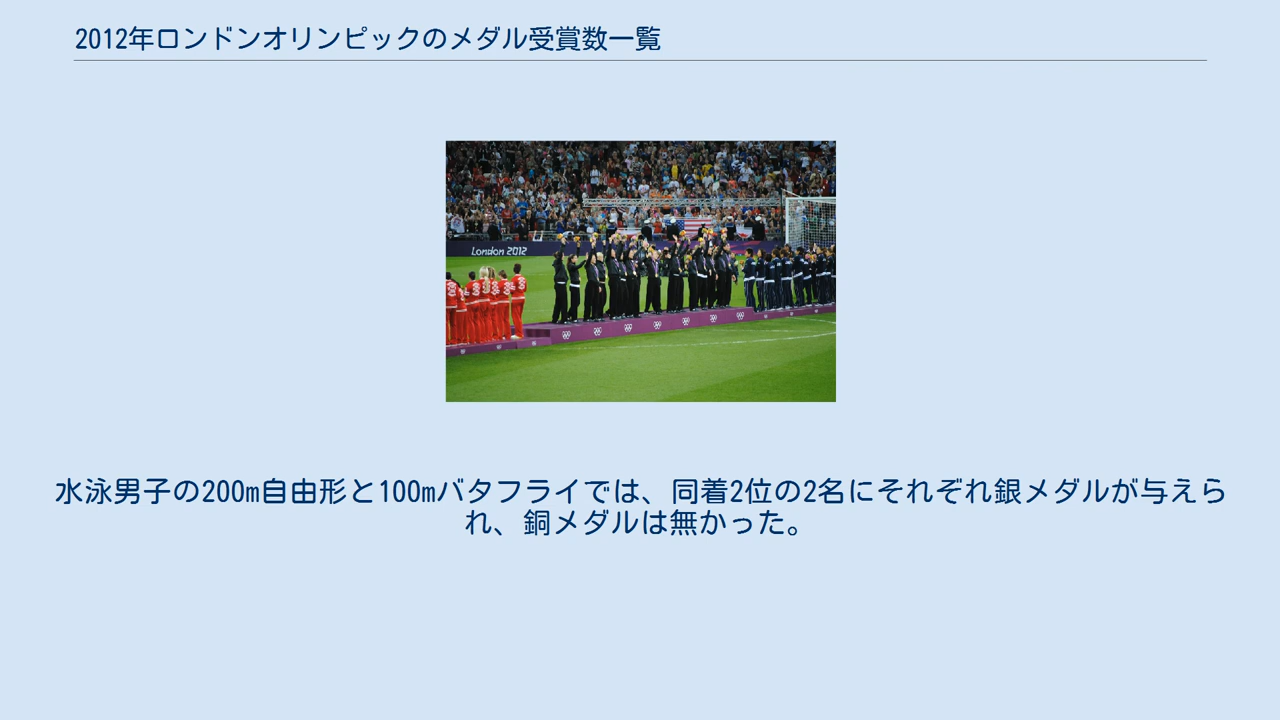 2012年ロンドンオリンピックのメダル受賞数一覧
London 2012
水泳男子の200m自由形と100mバタフライでは、同着2位の2名にそれぞれ銀メダルが与えら
れ、銅メダルは無かった。